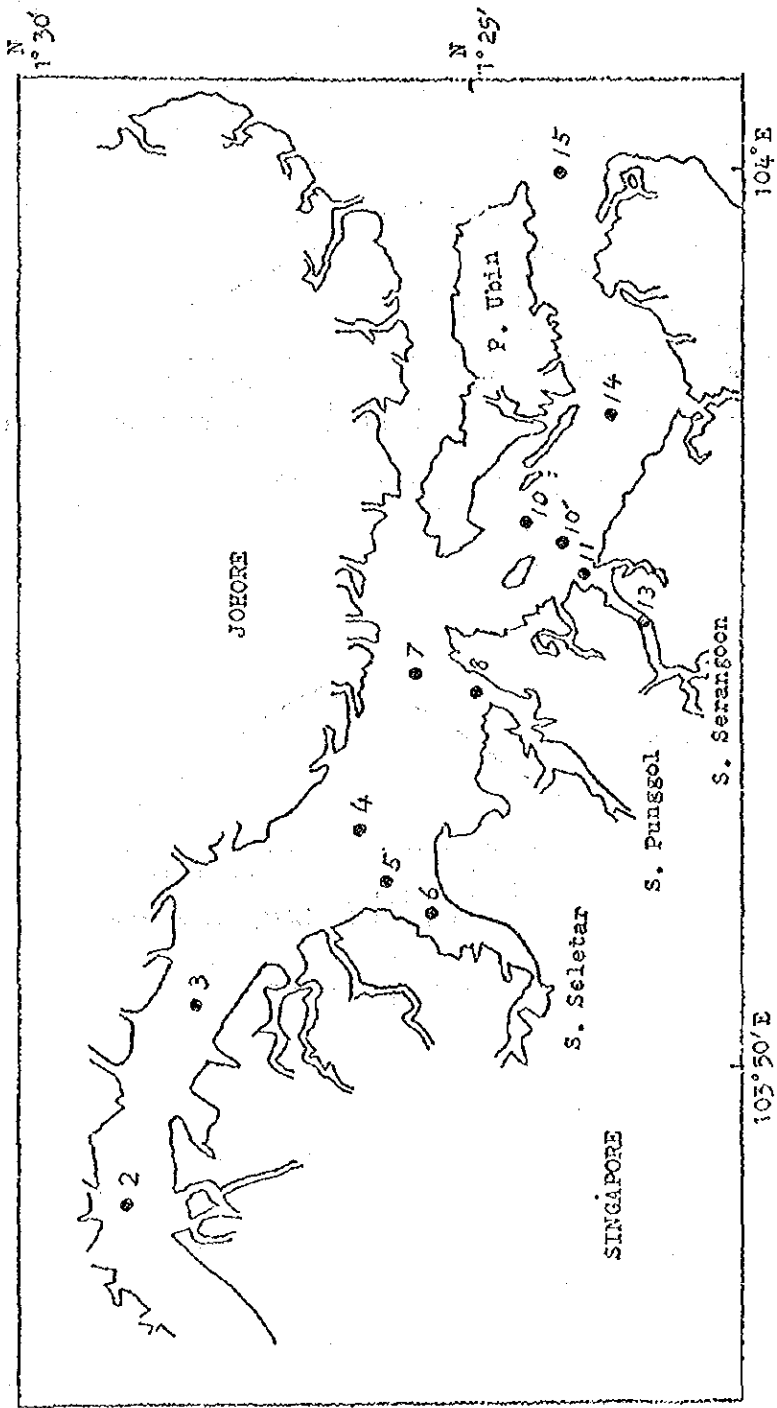 N
1° 30'
N
1° 25'
JOHORE
2
3
4
5
6
7
8
10
10'
11
13
14
15
P. Ubin
S. Seletar
S. Punggol
S. Serangoon
SINGAPORE
103° 50' E
104° E